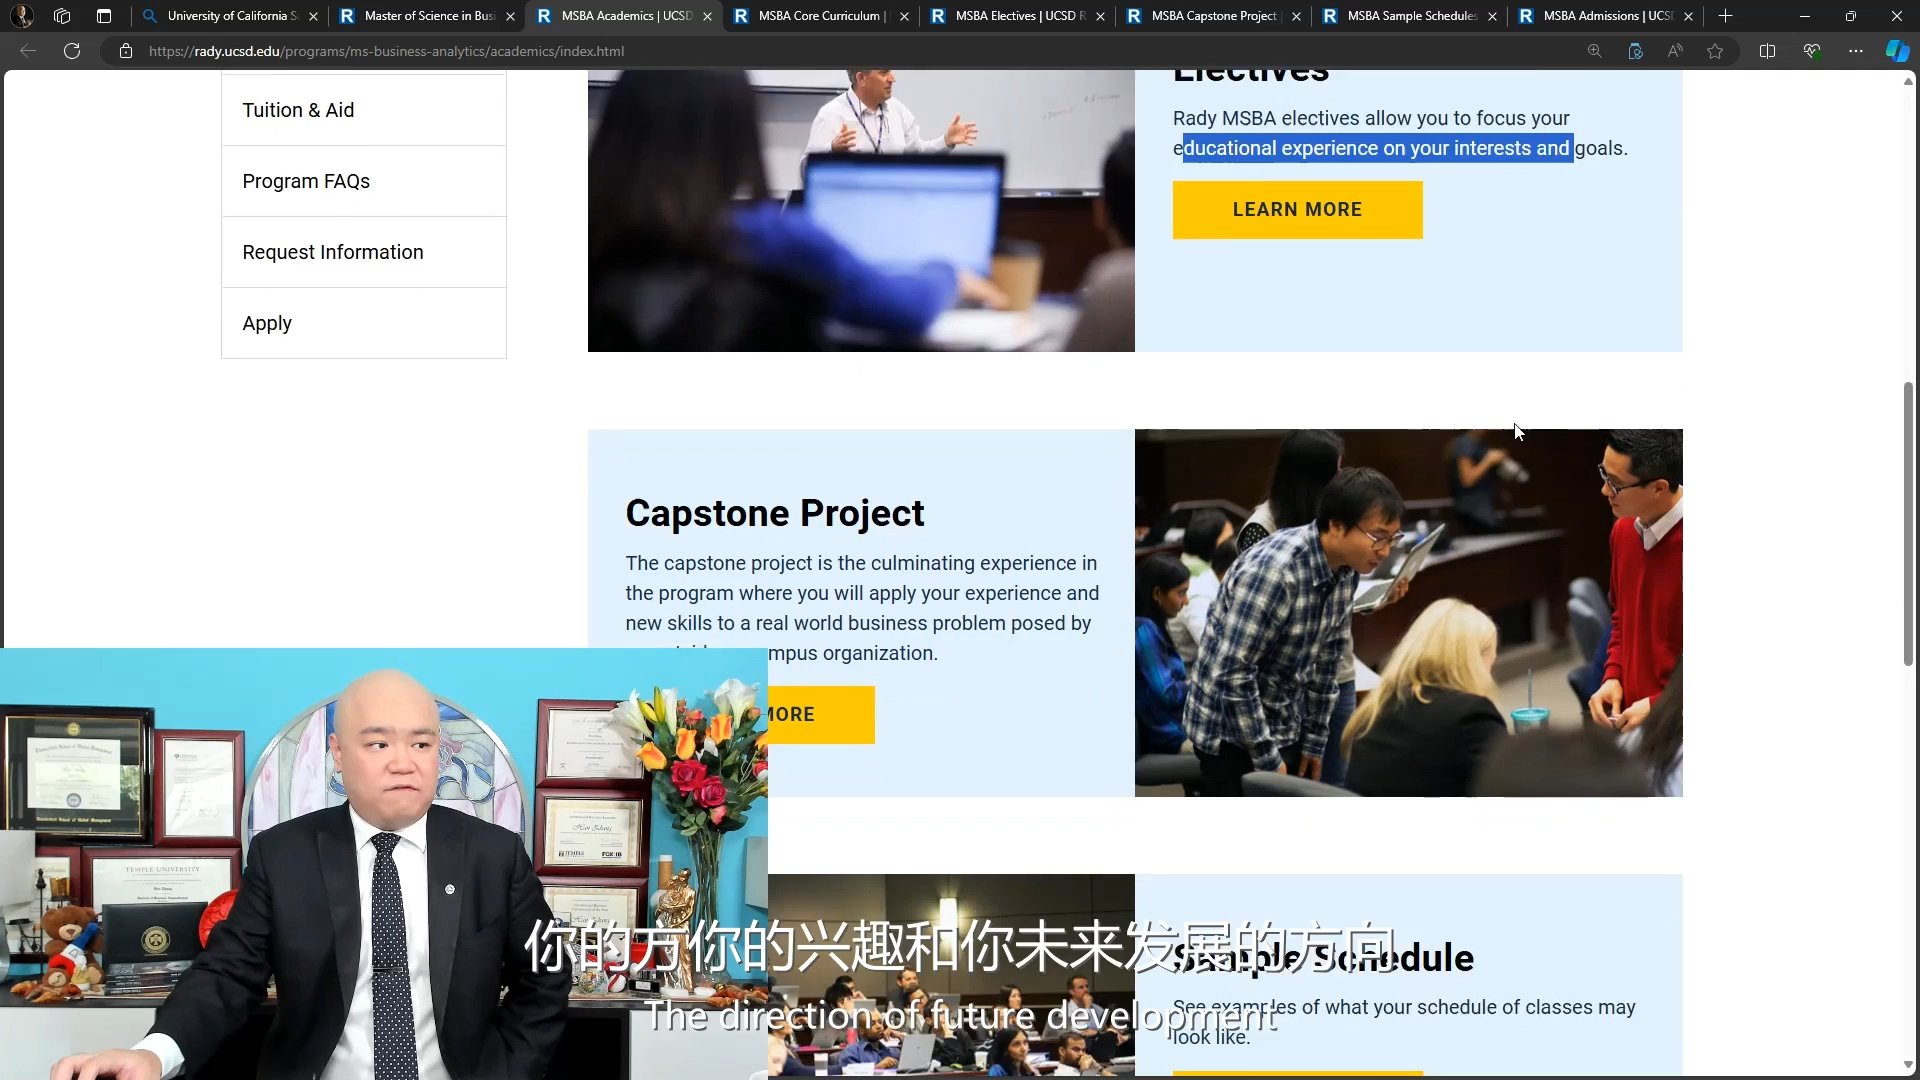 University of California S
Master of Science in Busi
MSBA Academics | UCSD
MSBA Core Curriculum |
MSBA Electives | UCSD R
MSBA Capstone Project
MSBA Sample Schedules
MSBA Admissions | UCS
https://rady.ucsd.edu/programs/ms-business-analytics/academics/index.html
Tuition & Aid
Program FAQs
Request Information
Apply
Electives
Rady MSBA electives allow you to focus your
educational experience on your interests and goals.
LEARN MORE
Capstone Project
The capstone project is the culminating experience in
the program where you will apply your experience and
new skills to a real world business problem posed by
mpus organization.
MORE
TEMPLE UNIVERSITY
Sample Schedule
See examples of what your schedule of classes may
look like.
你的方你的兴趣和你未来发展的方向
The direction of future development